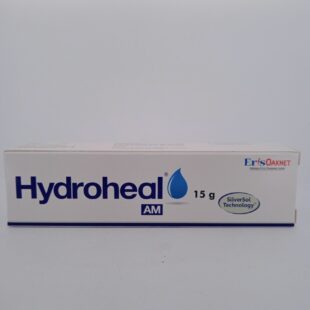 Eris OAKNET
Hydroheal®
15 g
AM
SilverSol
Technology®